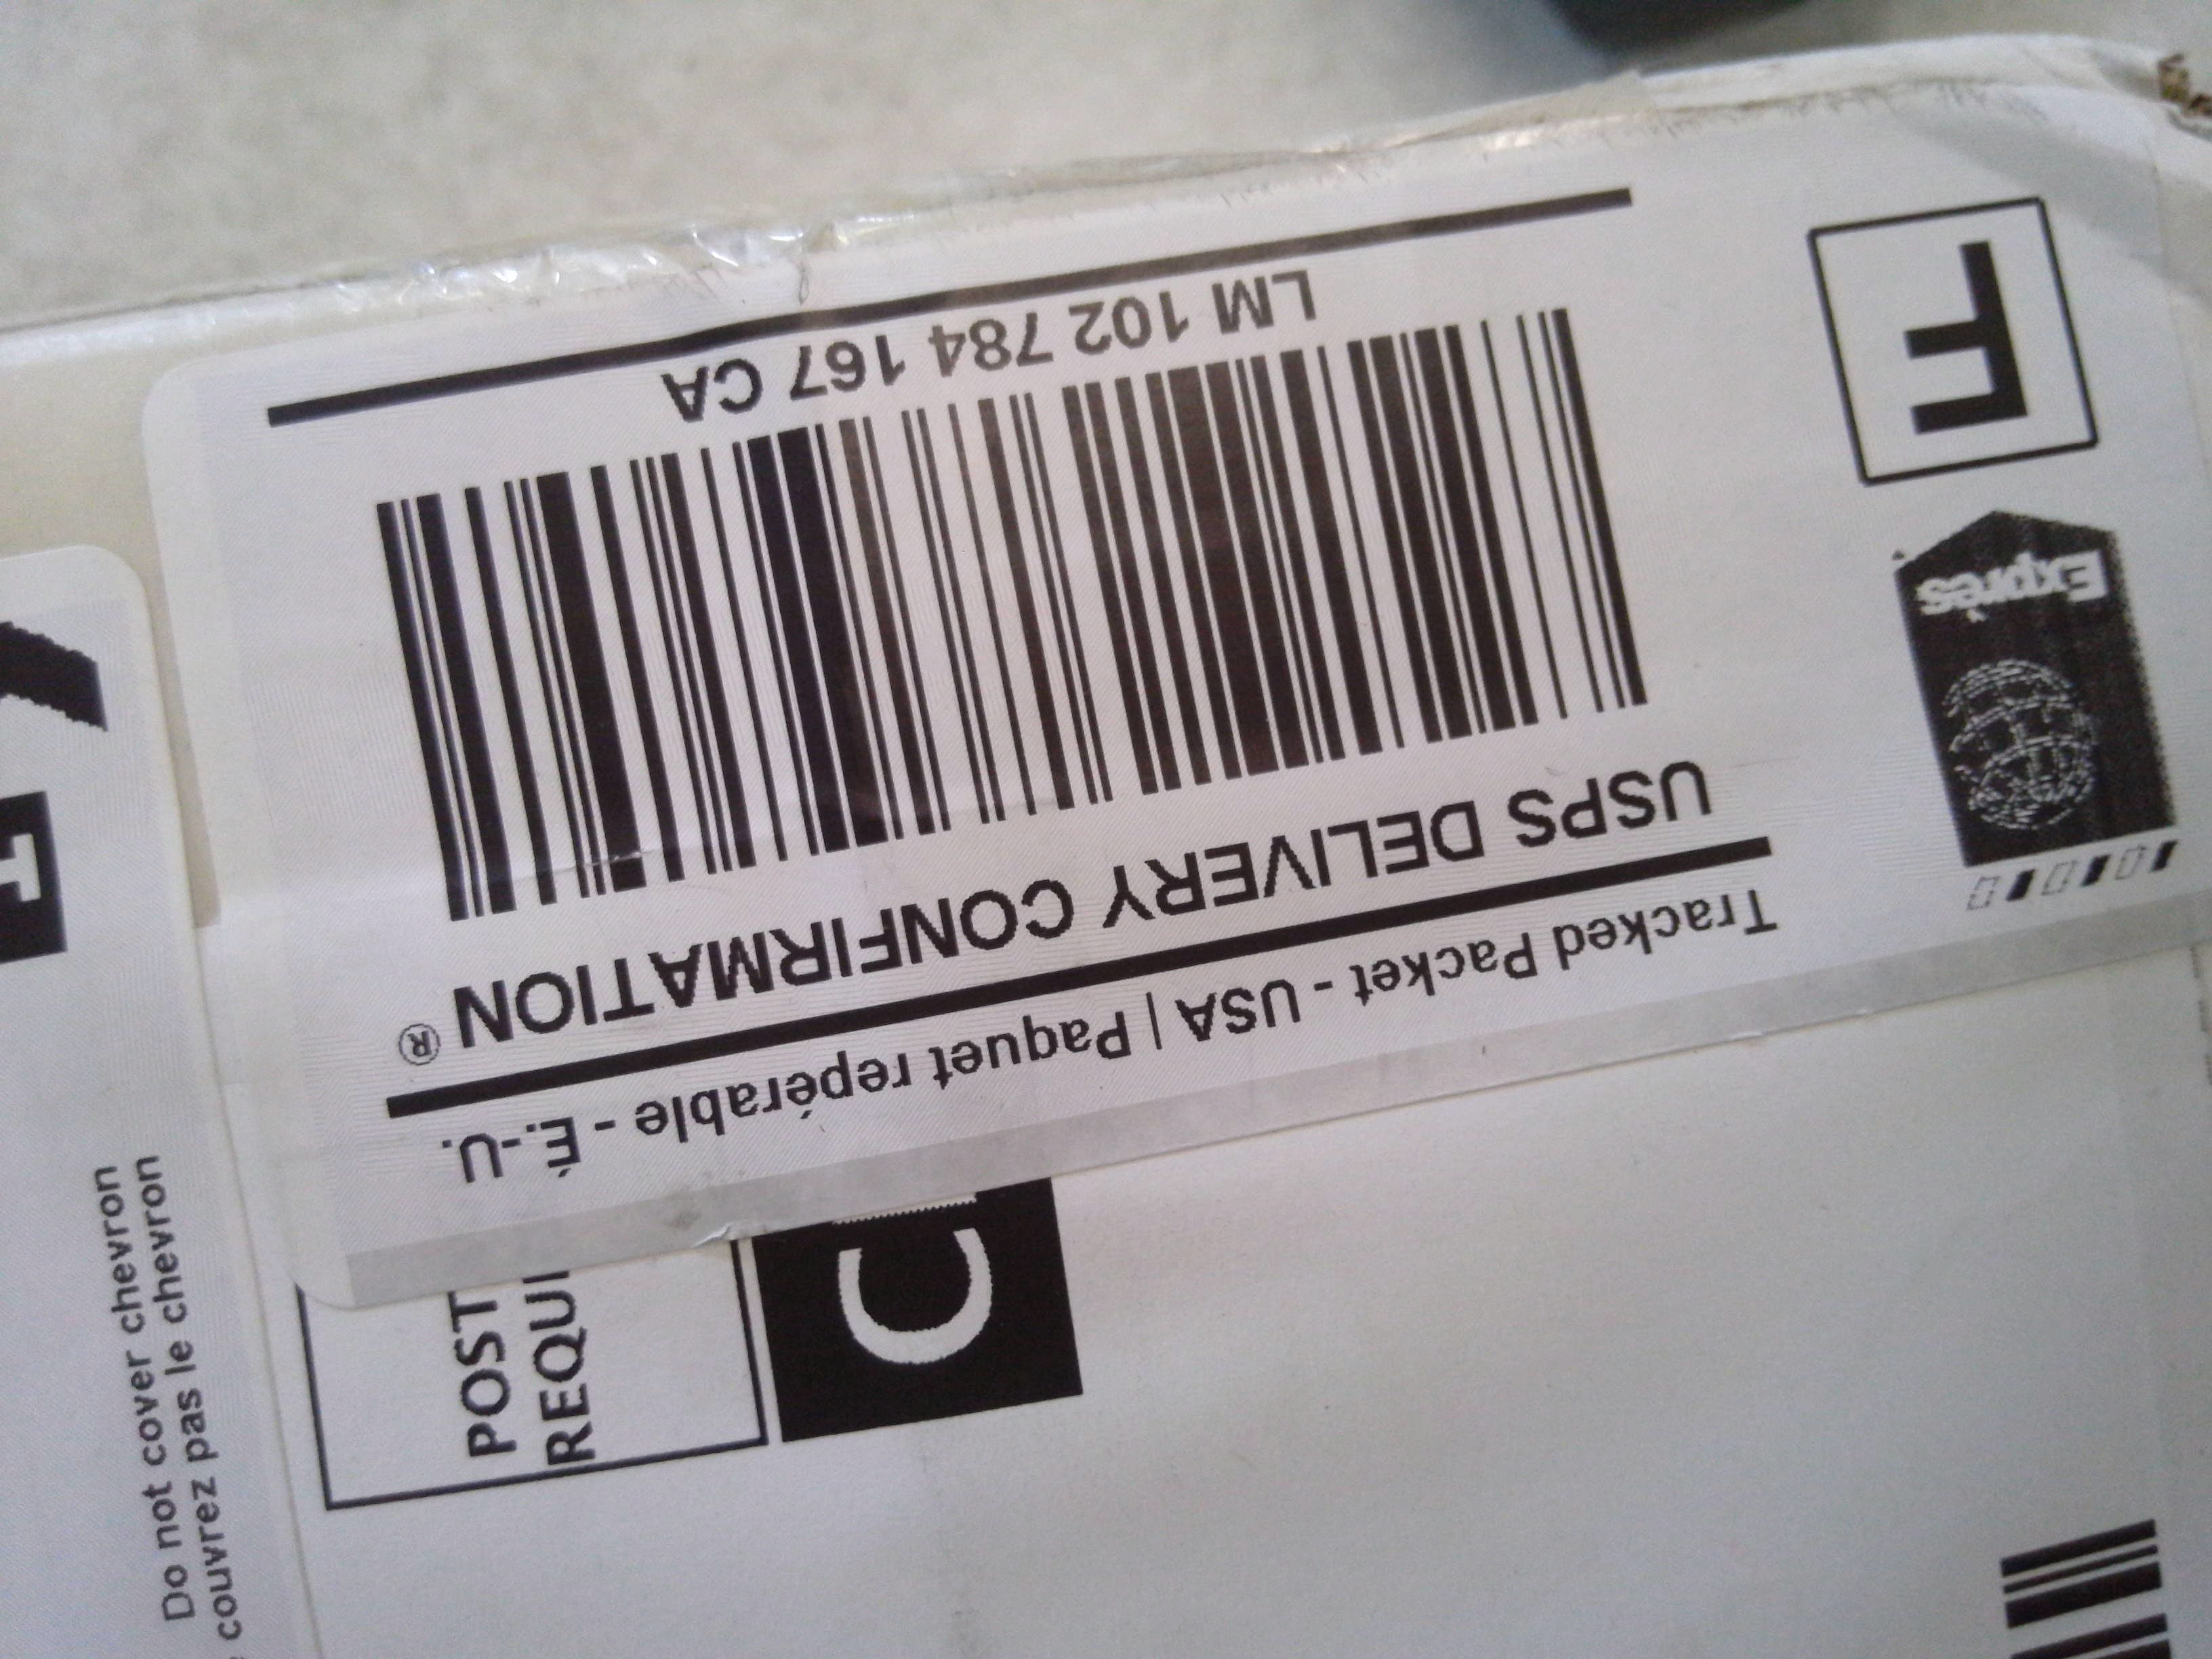 Tracked Packet - USA | Paquet repérable - É.-U.
USPS DELIVERY CONFIRMATION ®
LM 102 784 167 CA
F
Exprès
Do not cover chevron
couvrez pas le chevron
POST
REQUI
C